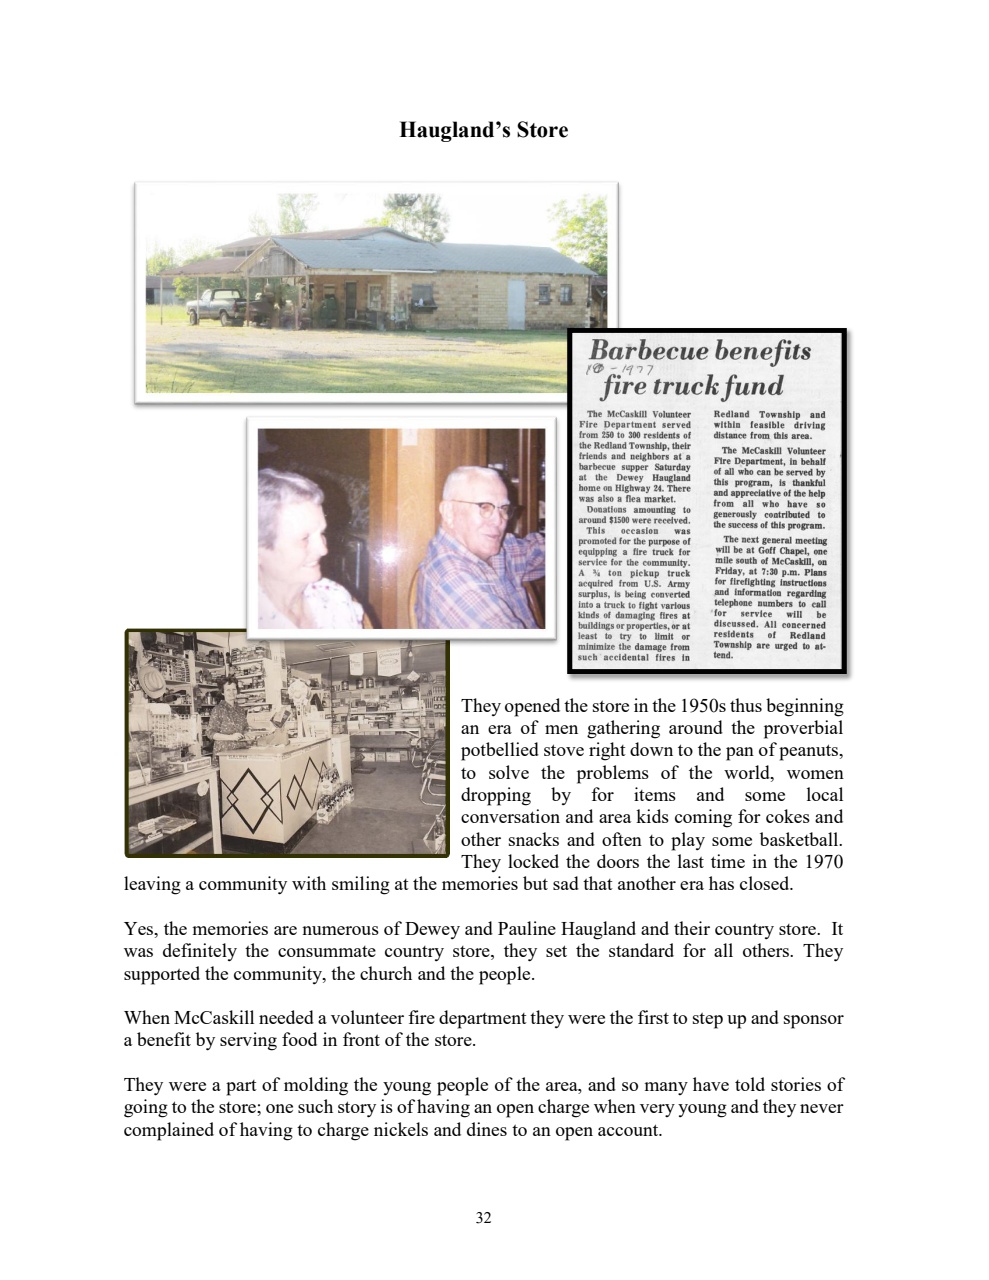 Haugland's Store
Barbecue benefits
10-1977
fire truck fund
The McCaskill Volunteer
Fire Department served
from 250 to 300 residents of
the Redland Township, their
friends and neighbors at a
barbecue supper Saturday
at the Dewey Haugland
home on Highway 24. There
was also a flea market.
Donations amounting to
around $1500 were received.
This occasion was
promoted for the purpose of
equipping a fire truck for
service for the community.
A ¾ ton pickup truck
acquired from U.S. Army
surplus, is being converted
into a truck to fight various
kinds of damaging fires at
buildings or properties, or at
least to try to limit or
minimize the damage from
such accidental fires in
Redland Township and
within feasible driving
distance from this area.
The McCaskill Volunteer
Fire Department, in behalf
of all who can be served by
this program, is thankful
and appreciative of the help
from all who have so
generously contributed to
the success of this program.
The next general meeting
will be at Goff Chapel, one
mile south of McCaskill, on
Friday, at 7:30 p.m. Plans
for firefighting instructions
and information regarding
telephone numbers to call
for service will be
discussed. All concerned
residents of Redland
Township are urged to at-
tend.
They opened the store in the 1950s thus beginning
an era of men gathering around the proverbial
potbellied stove right down to the pan of peanuts,
to solve the problems of the world, women
dropping by for items and some local
conversation and area kids coming for cokes and
other snacks and often to play some basketball.
They locked the doors the last time in the 1970
leaving a community with smiling at the memories but sad that another era has closed.
Yes, the memories are numerous of Dewey and Pauline Haugland and their country store. It
was definitely the consummate country store, they set the standard for all others. They
supported the community, the church and the people.
When McCaskill needed a volunteer fire department they were the first to step up and sponsor
a benefit by serving food in front of the store.
They were a part of molding the young people of the area, and so many have told stories of
going to the store; one such story is of having an open charge when very young and they never
complained of having to charge nickels and dines to an open account.
32